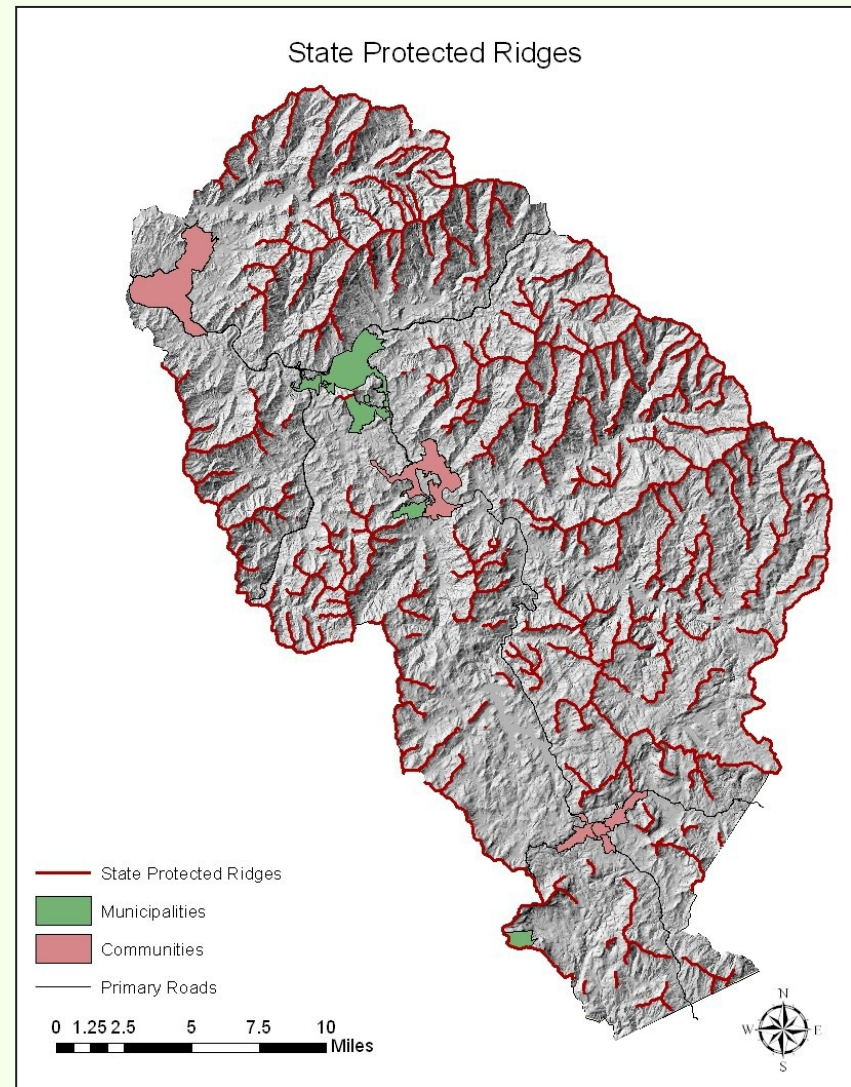 State Protected Ridges
State Protected Ridges
Municipalities
Communities
Primary Roads
0 1.25 2.5 5 7.5 10
Miles
N
W E
S